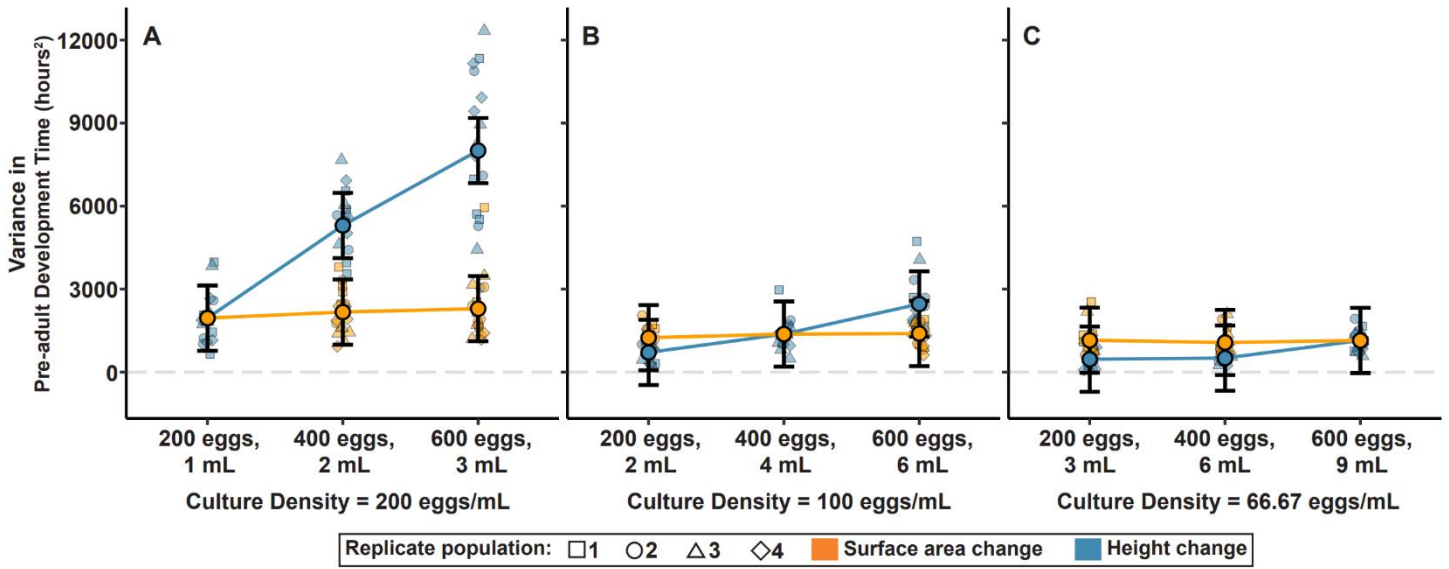 A
B
C
Variance in
Pre-adult Development Time (hours²)
12000
9000
6000
3000
0
200 eggs,
1 mL
400 eggs,
2 mL
600 eggs,
3 mL
200 eggs,
2 mL
400 eggs,
4 mL
600 eggs,
6 mL
200 eggs,
3 mL
400 eggs,
6 mL
600 eggs,
9 mL
Culture Density = 200 eggs/mL
Culture Density = 100 eggs/mL
Culture Density = 66.67 eggs/mL
Replicate population: 1 2 3 4 Surface area change Height change